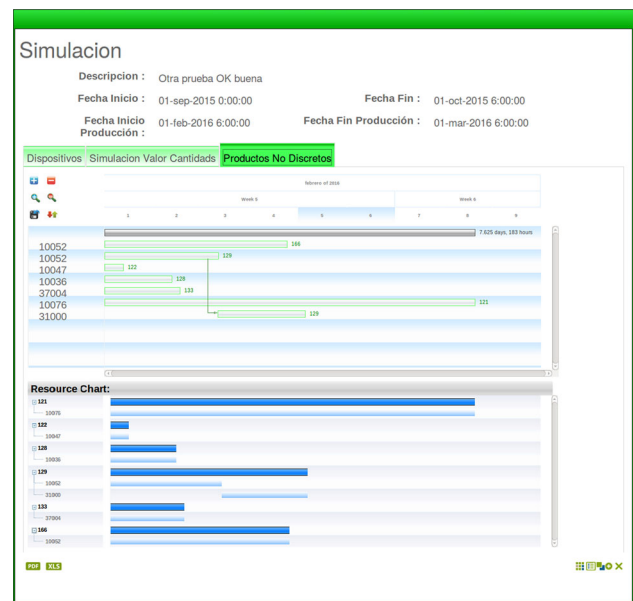 Simulacion
Descripcion : Otra prueba OK buena
Fecha Inicio : 01-sep-2015 0:00:00 Fecha Fin : 01-oct-2015 6:00:00
Fecha Inicio Producción : 01-feb-2016 6:00:00 Fecha Fin Producción : 01-mar-2016 6:00:00
Dispositivos Simulacion Valor Cantidads Productos No Discretos
febrero of 2016
Week 5 Week 6
1 2 3 4 5 6 7 8 9
7.625 days, 183 hours
10052 166
10052 129
10047 122
10036 128
37004 133
10076 121
31000 129
Resource Chart:
121
10076
122
10047
128
10036
129
10052
31000
133
37004
166
10052
PDF XLS